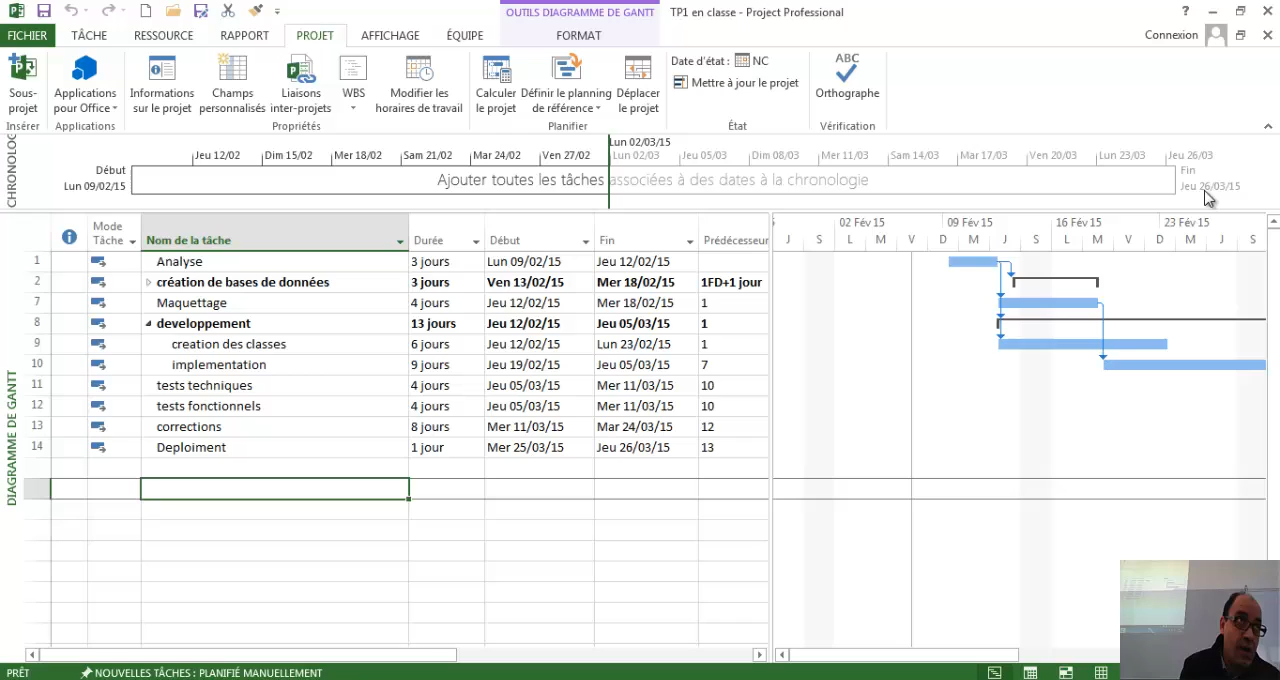 OUTILS DIAGRAMME DE GANTT
TP1 en classe - Project Professional
?
FICHIER TÂCHE RESSOURCE RAPPORT PROJET AFFICHAGE ÉQUIPE FORMAT
Connexion
Sous-projet
Applications pour Office
Informations sur le projet
Champs personnalisés
Liaisons inter-projets
WBS
Modifier les horaires de travail
Calculer le projet
Définir le planning de référence
Déplacer le projet
Date d'état : NC
Mettre à jour le projet
ABC
Orthographe
Insérer Applications Propriétés Planifier État Vérification
CHRONOLOG
Lun 02/03/15
Jeu 12/02 Dim 15/02 Mer 18/02 Sam 21/02 Mar 24/02 Ven 27/02 Lun 02/03 Jeu 05/03 Dim 08/03 Mer 11/03 Sam 14/03 Mar 17/03 Ven 20/03 Lun 23/03 Jeu 26/03
Début
Lun 09/02/15
Ajouter toutes les tâches associées à des dates à la chronologie
Fin
Jeu 26/03/15
DIAGRAMME DE GANTT
Mode Tâche Nom de la tâche Durée Début Fin Prédécesseur
02 Fév 15 09 Fév 15 16 Fév 15 23 Fév 15
J S L M V D J S L M V D M J S
1 Analyse 3 jours Lun 09/02/15 Jeu 12/02/15
2 création de bases de données 3 jours Ven 13/02/15 Mer 18/02/15 1FD+1 jour
7 Maquettage 4 jours Jeu 12/02/15 Mer 18/02/15 1
8 developpement 13 jours Jeu 12/02/15 Jeu 05/03/15 1
9 creation des classes 6 jours Jeu 12/02/15 Lun 23/02/15 1
10 implementation 9 jours Jeu 19/02/15 Jeu 05/03/15 7
11 tests techniques 4 jours Jeu 05/03/15 Mer 11/03/15 10
12 tests fonctionnels 4 jours Jeu 05/03/15 Mer 11/03/15 10
13 corrections 8 jours Mer 11/03/15 Mar 24/03/15 12
14 Deploiment 1 jour Mer 25/03/15 Jeu 26/03/15 13
PRÊT NOUVELLES TÂCHES : PLANIFIÉ MANUELLEMENT